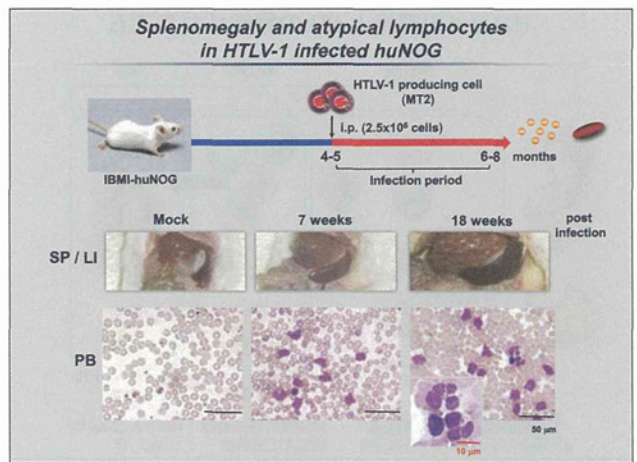 Splenomegaly and atypical lymphocytes
in HTLV-1 infected huNOG
HTLV-1 producing cell
(MT2)
i.p. (2.5x10⁶ cells)
4-5
6-8
months
IBMI-huNOG
Infection period
Mock
7 weeks
18 weeks
post
infection
SP / LI
PB
10 μm
50 μm